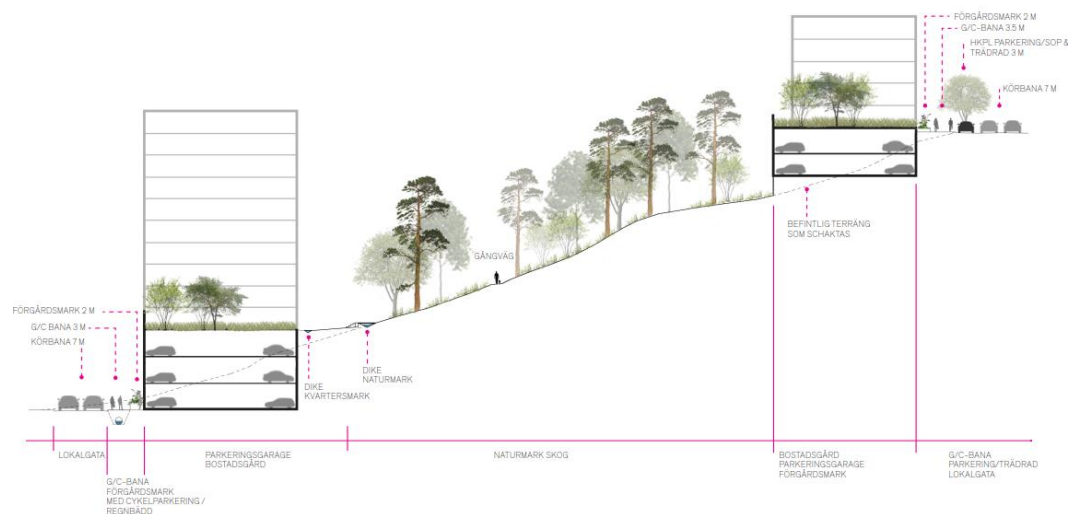 FÖRGÅRDSMARK 2 M
G/C-BANA 3.5 M
HKPL PARKERING/SOP &
TRÄDRAD 3 M
KÖRBANA 7 M
BEFINTLIG TERRÄNG
SOM SCHAKTAS
GÅNGVÄG
FÖRGÅRDSMARK 2 M
G/C BANA 3 M
KÖRBANA 7 M
DIKE
KVARTERSMARK
DIKE
NATURMARK
LOKALGATA
G/C-BANA
FÖRGÅRDSMARK
MED CYKELPARKERING /
REGNBÄDD
PARKERINGSGARAGE
BOSTADSGÅRD
NATURMARK SKOG
BOSTADSGÅRD
PARKERINGSGARAGE
FÖRGÅRDSMARK
G/C-BANA
PARKERING/TRÄDRAD
LOKALGATA